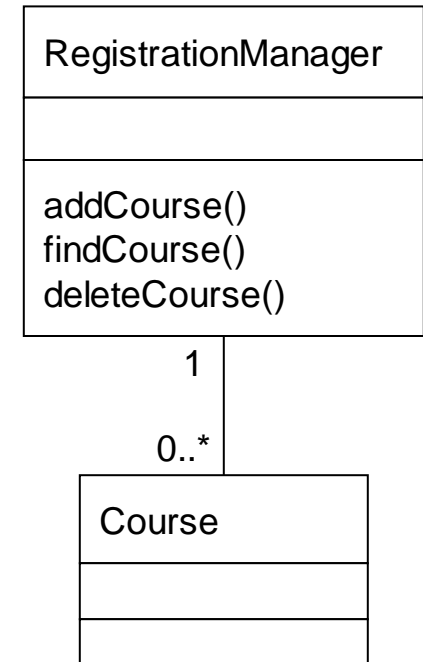 RegistrationManager
addCourse()
findCourse()
deleteCourse()
1
0..*
Course